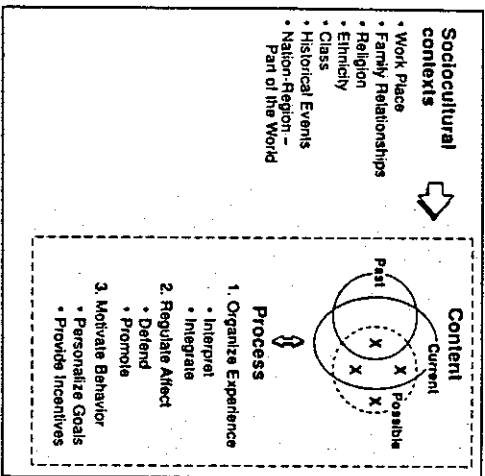 Sociocultural
contexts
• Work Place
• Family Relationships
• Religion
• Ethnicity
• Class
• Historical Events
• Nation-Region –
Part of the World
Content
Past
Current
Possible
X
X
X
X
Process
1. Organize Experience
• Interpret
• Integrate
2. Regulate Affect
• Defend
• Promote
3. Motivate Behavior
• Personalize Goals
• Provide Incentives